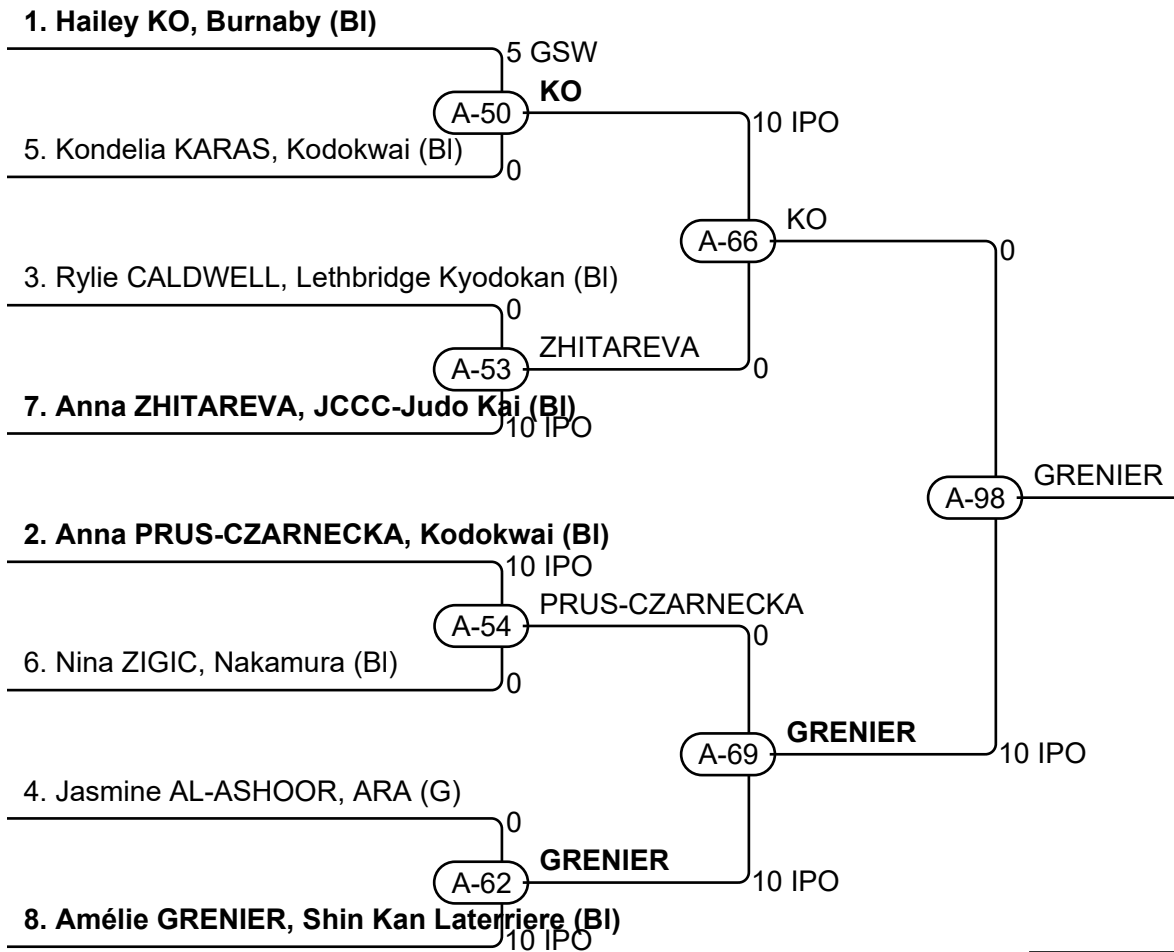 1. Hailey KO, Burnaby (Bl)
5 GSW
KO
A-50
10 IPO
5. Kondelia KARAS, Kodokwai (Bl)
0
KO
A-66
0
3. Rylie CALDWELL, Lethbridge Kyodokan (Bl)
0
ZHITAREVA
A-53
0
7. Anna ZHITAREVA, JCCC-Judo Kai (Bl)
10 IPO
GRENIER
A-98
2. Anna PRUS-CZARNECKA, Kodokwai (Bl)
10 IPO
PRUS-CZARNECKA
A-54
0
6. Nina ZIGIC, Nakamura (Bl)
0
GRENIER
A-69
10 IPO
4. Jasmine AL-ASHOOR, ARA (G)
0
GRENIER
A-62
10 IPO
8. Amélie GRENIER, Shin Kan Laterriere (Bl)
10 IPO